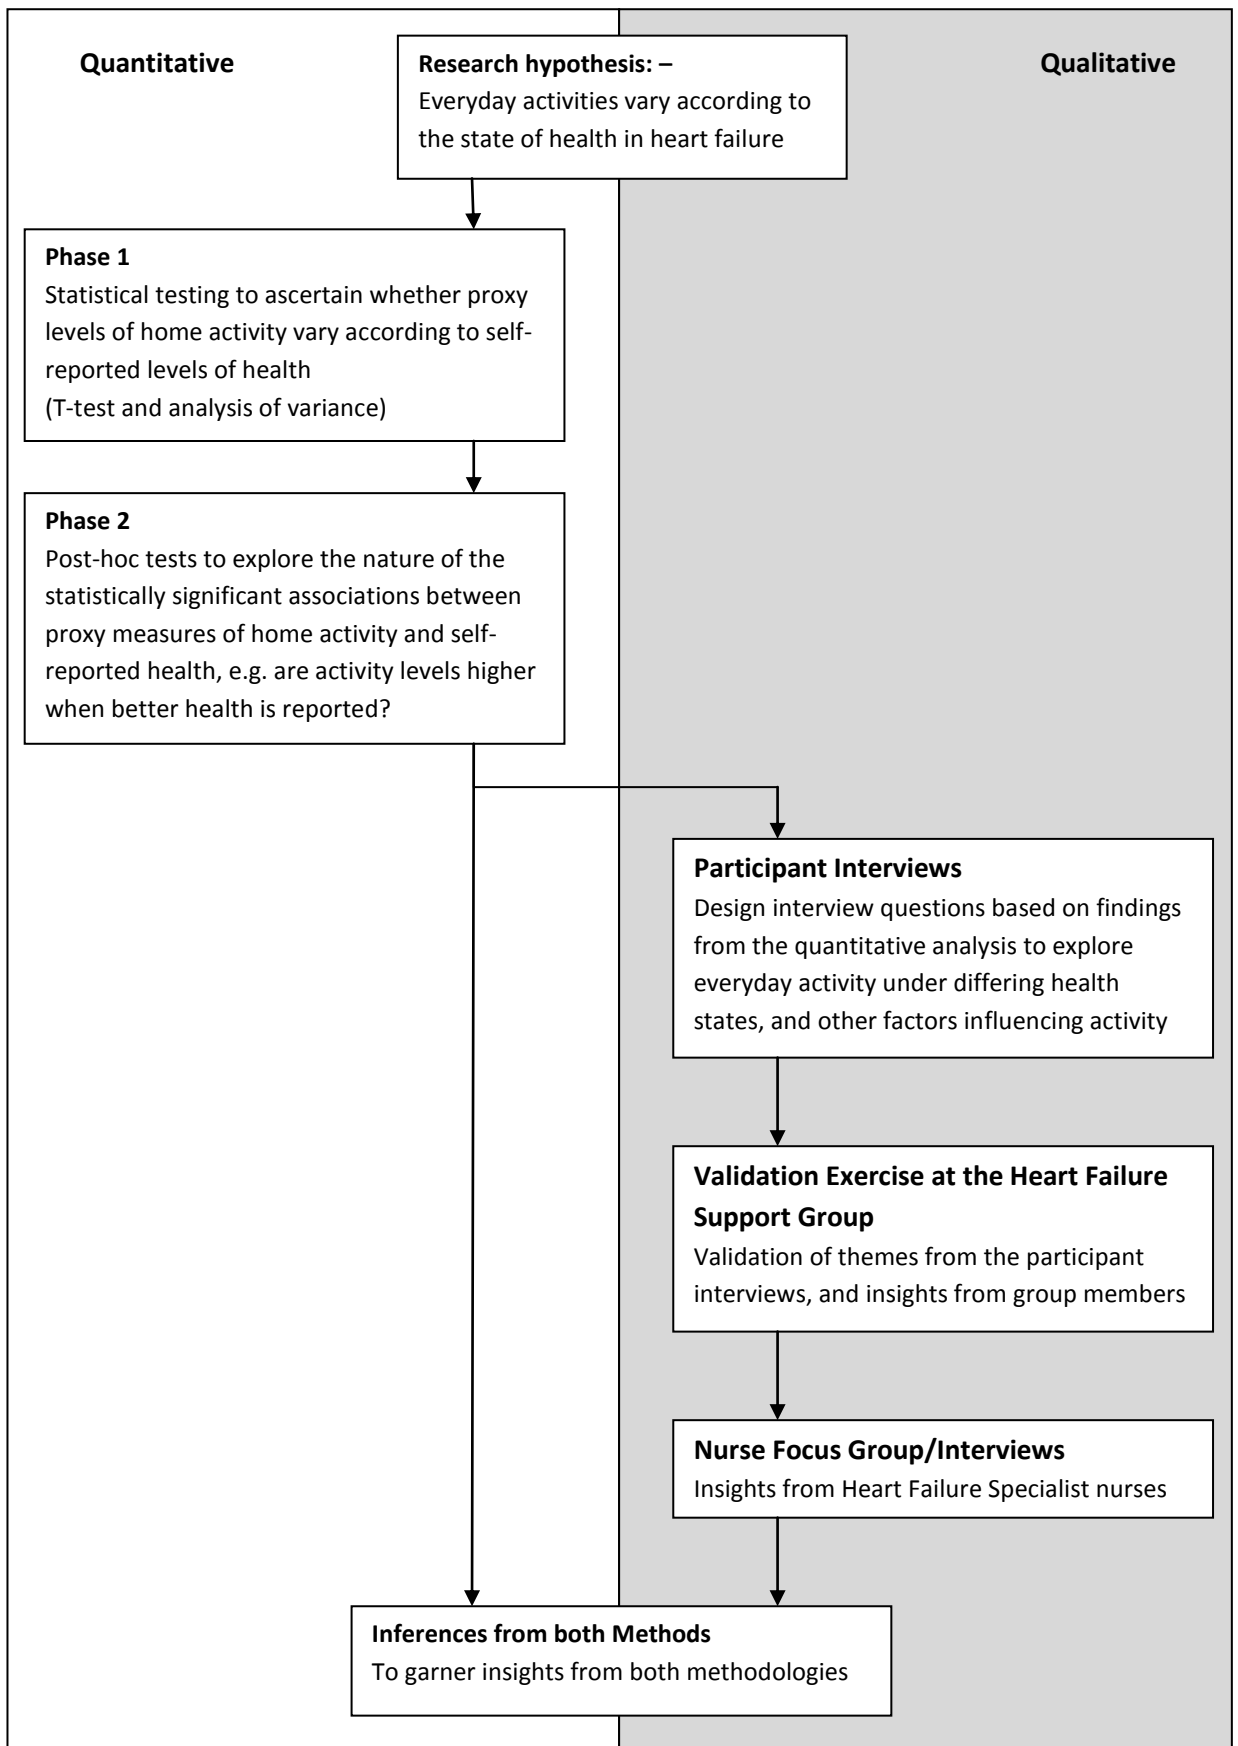 Quantitative
Qualitative
Research hypothesis: –
Everyday activities vary according to
the state of health in heart failure
Phase 1
Statistical testing to ascertain whether proxy
levels of home activity vary according to self-
reported levels of health
(T-test and analysis of variance)
Phase 2
Post-hoc tests to explore the nature of the
statistically significant associations between
proxy measures of home activity and self-
reported health, e.g. are activity levels higher
when better health is reported?
Participant Interviews
Design interview questions based on findings
from the quantitative analysis to explore
everyday activity under differing health
states, and other factors influencing activity
Validation Exercise at the Heart Failure
Support Group
Validation of themes from the participant
interviews, and insights from group members
Nurse Focus Group/Interviews
Insights from Heart Failure Specialist nurses
Inferences from both Methods
To garner insights from both methodologies